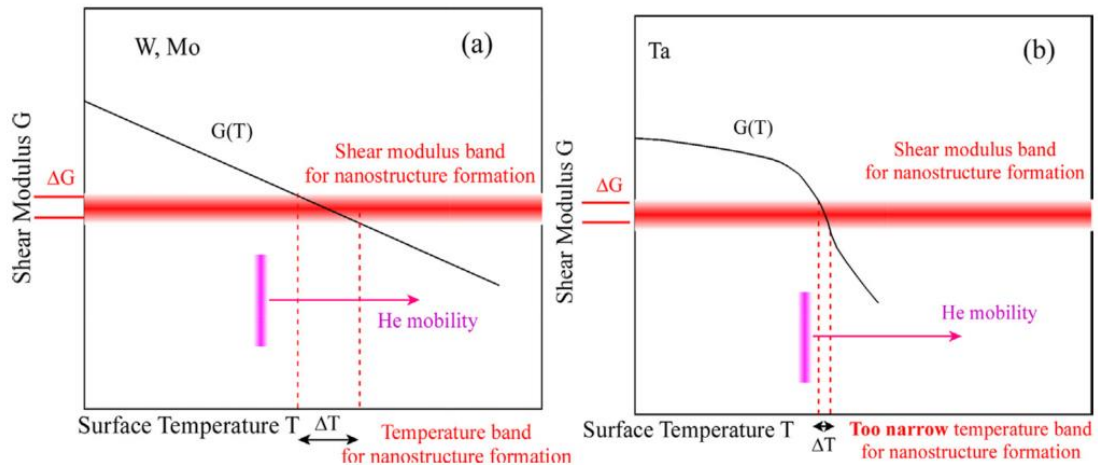 W, Mo
(a)
G(T)
Shear Modulus G
ΔG
Shear modulus band
for nanostructure formation
He mobility
Surface Temperature T
ΔT
Temperature band
for nanostructure formation
Ta
(b)
G(T)
Shear Modulus G
ΔG
Shear modulus band
for nanostructure formation
He mobility
Surface Temperature T
ΔT
Too narrow temperature band
for nanostructure formation